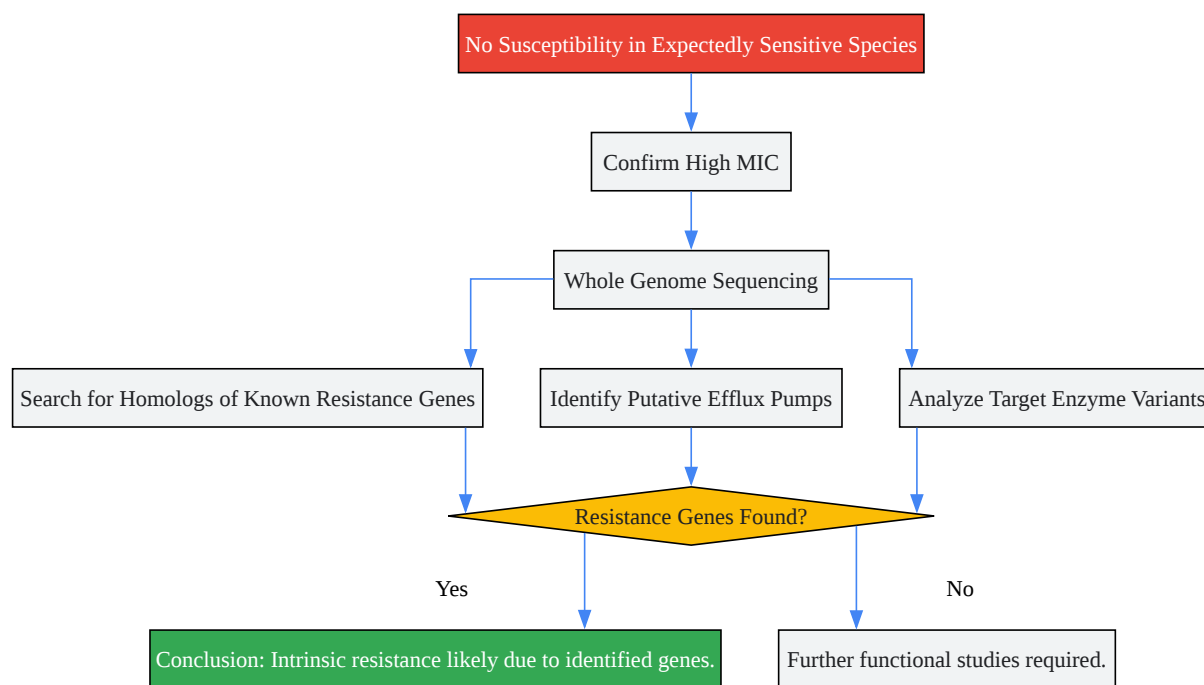 No Susceptibility in Expectedly Sensitive Species
Confirm High MIC
Whole Genome Sequencing
Search for Homologs of Known Resistance Genes
Identify Putative Efflux Pumps
Analyze Target Enzyme Variants
Resistance Genes Found?
Yes
No
Conclusion: Intrinsic resistance likely due to identified genes.
Further functional studies required.